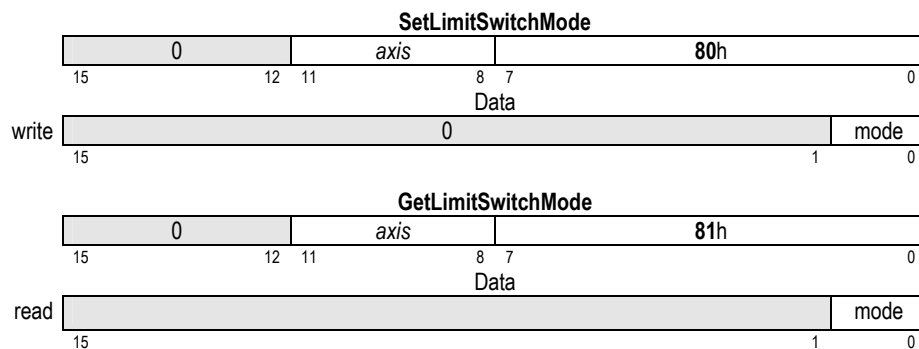 SetLimitSwitchMode
0 axis 80h
15 12 11 8 7 0
Data
write 0 mode
15 1 0
GetLimitSwitchMode
0 axis 81h
15 12 11 8 7 0
Data
read mode
15 1 0